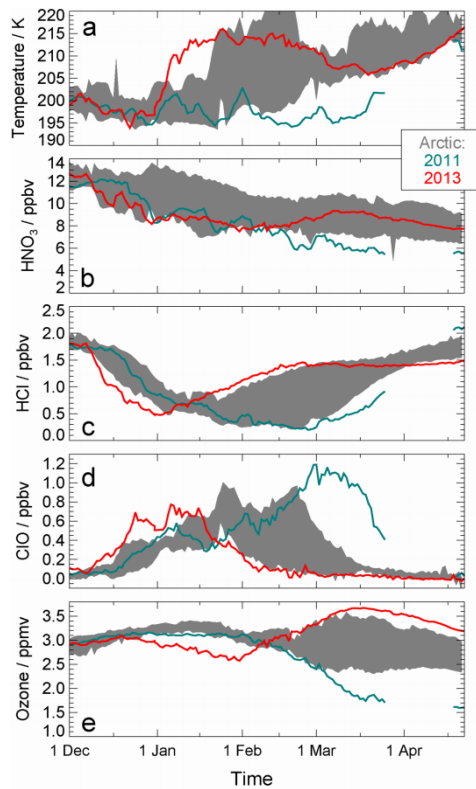 a
Temperature / K
220
215
210
205
200
195
190
Arctic:
2011
2013
b
HNO3 / ppbv
14
12
10
8
6
4
2
c
HCl / ppbv
2.5
2.0
1.5
1.0
0.5
0.0
d
ClO / ppbv
1.2
1.0
0.8
0.6
0.4
0.2
0.0
e
Ozone / ppmv
3.5
3.0
2.5
2.0
1.5
1 Dec 1 Jan 1 Feb 1 Mar 1 Apr
Time